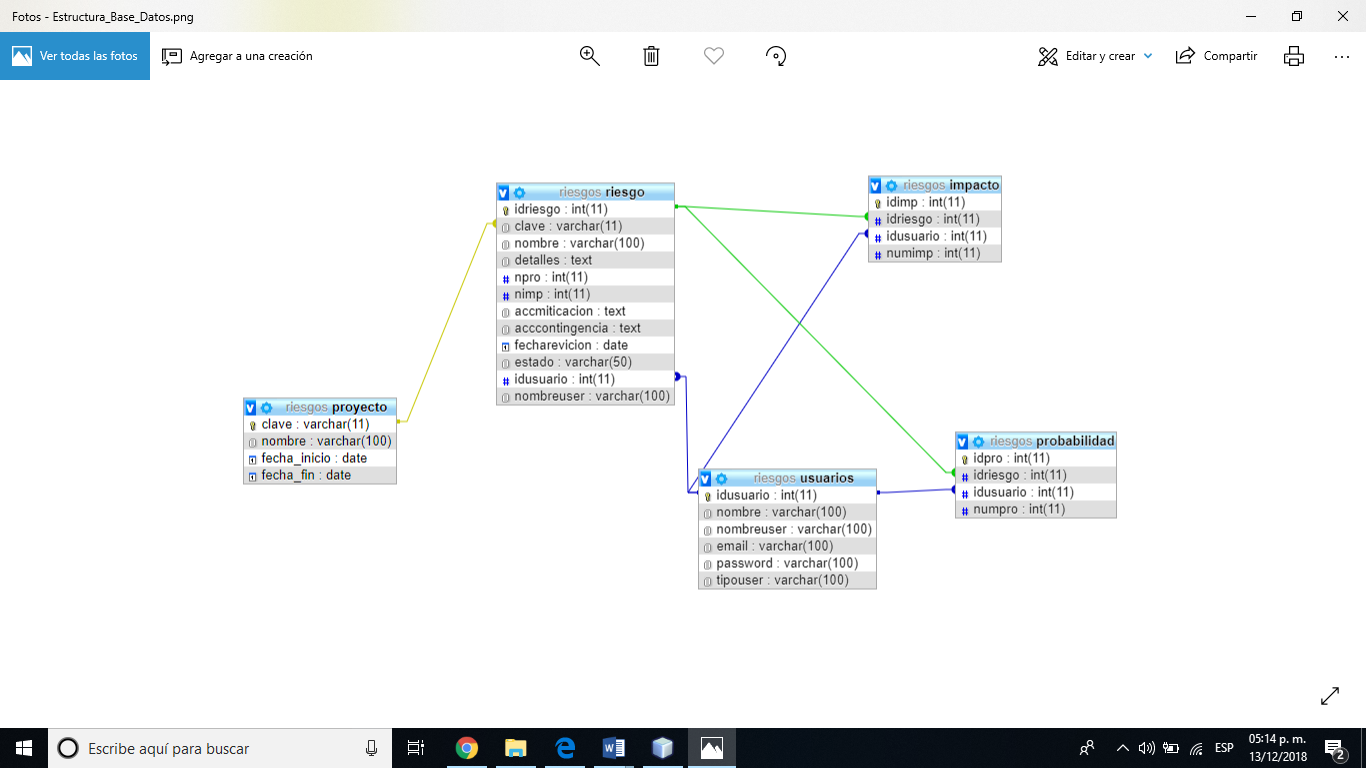 Fotos - Estructura_Base_Datos.png
Ver todas las fotos
Agregar a una creación
Editar y crear
Compartir
riesgos riesgo
idriesgo : int(11)
clave : varchar(11)
nombre : varchar(100)
detalles : text
npro : int(11)
nimp : int(11)
accmiticacion : text
acccontingencia : text
fecharevicion : date
estado : varchar(50)
idusuario : int(11)
nombreuser : varchar(100)
riesgos impacto
idimp : int(11)
idriesgo : int(11)
idusuario : int(11)
numimp : int(11)
riesgos proyecto
clave : varchar(11)
nombre : varchar(100)
fecha_inicio : date
fecha_fin : date
riesgos usuarios
idusuario : int(11)
nombre : varchar(100)
nombreuser : varchar(100)
email : varchar(100)
password : varchar(100)
tipouser : varchar(100)
riesgos probabilidad
idpro : int(11)
idriesgo : int(11)
idusuario : int(11)
numpro : int(11)
Escribe aquí para buscar
ESP
05:14 p. m.
13/12/2018
2